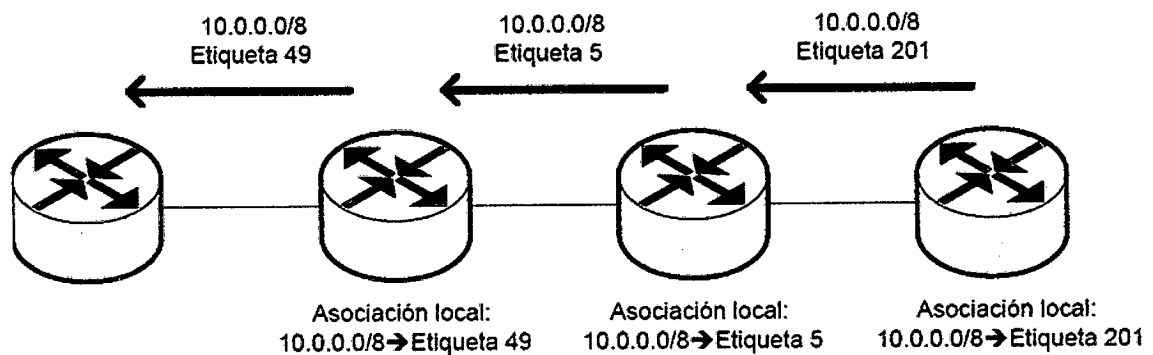 10.0.0.0/8
Etiqueta 49
10.0.0.0/8
Etiqueta 5
10.0.0.0/8
Etiqueta 201
Asociación local:
10.0.0.0/8➔Etiqueta 49
Asociación local:
10.0.0.0/8➔Etiqueta 5
Asociación local:
10.0.0.0/8➔Etiqueta 201